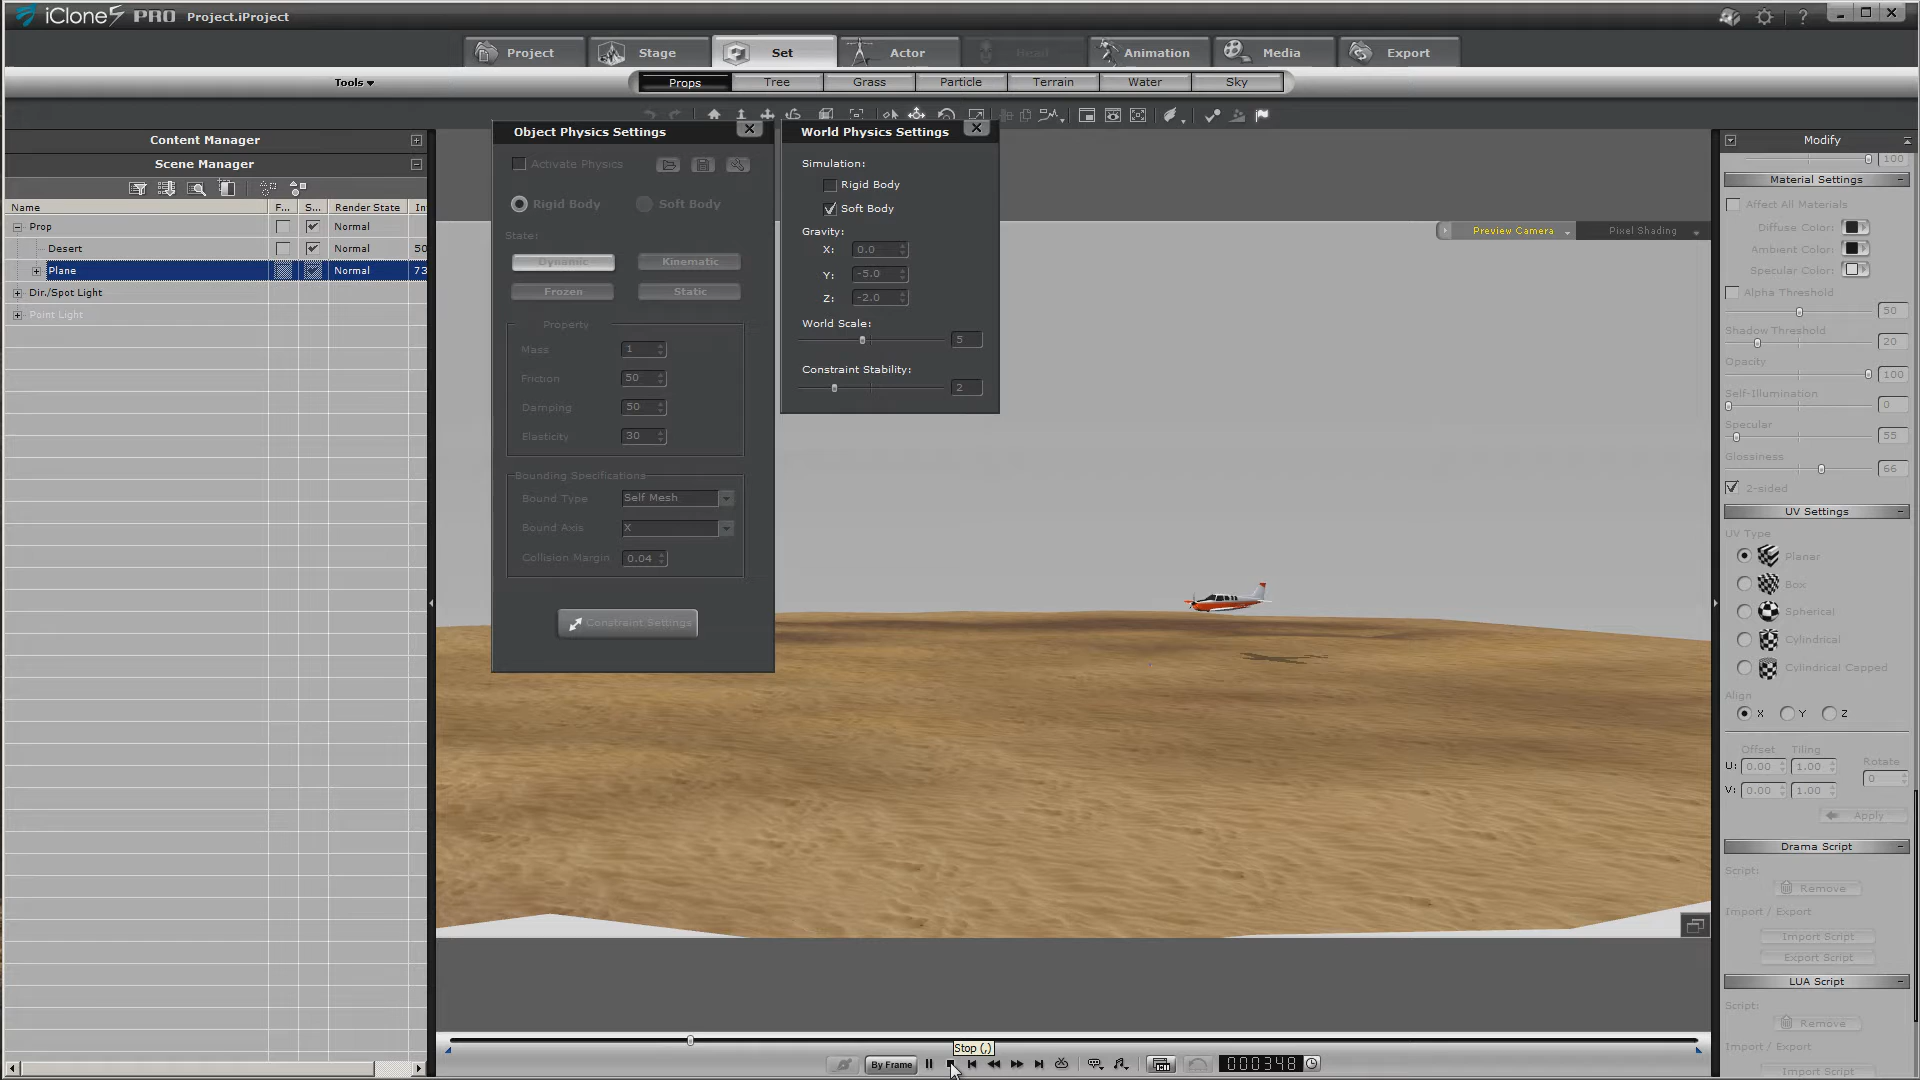 iClone5 PRO Project.iProject
Project Stage Set Actor Head Animation Media Export
Tools
Props Tree Grass Particle Terrain Water Sky
Content Manager
Scene Manager
Name F... S... Render State In
Prop Normal
Desert Normal 50
Plane Normal 73
Dir./Spot Light
Point Light
Object Physics Settings
Activate Physics
Rigid Body Soft Body
State:
Dynamic Kinematic
Frozen Static
Property
Mass 1
Friction 50
Damping 50
Elasticity 30
Bounding Specifications
Bound Type Self Mesh
Bound Axis X
Collision Margin 0.04
Constraint Settings
World Physics Settings
Simulation:
Rigid Body
Soft Body
Gravity:
X: 0.0
Y: -5.0
Z: -2.0
World Scale:
5
Constraint Stability:
2
Preview Camera Pixel Shading
Modify
100
Material Settings
Affect All Materials
Diffuse Color:
Ambient Color:
Specular Color:
Alpha Threshold
50
Shadow Threshold
20
Opacity
100
Self-Illumination
0
Specular
55
Glossiness
66
2-sided
UV Settings
UV Type
Planar
Box
Spherical
Cylindrical
Cylindrical Capped
Align
X Y Z
Offset Tiling
Rotate
U: 0.00 1.00
0
V: 0.00 1.00
Apply
Drama Script
Script:
Remove
Import / Export
Import Script
Export Script
LUA Script
Script:
Remove
Import / Export
Import Script
Stop (,)
By Frame 000348